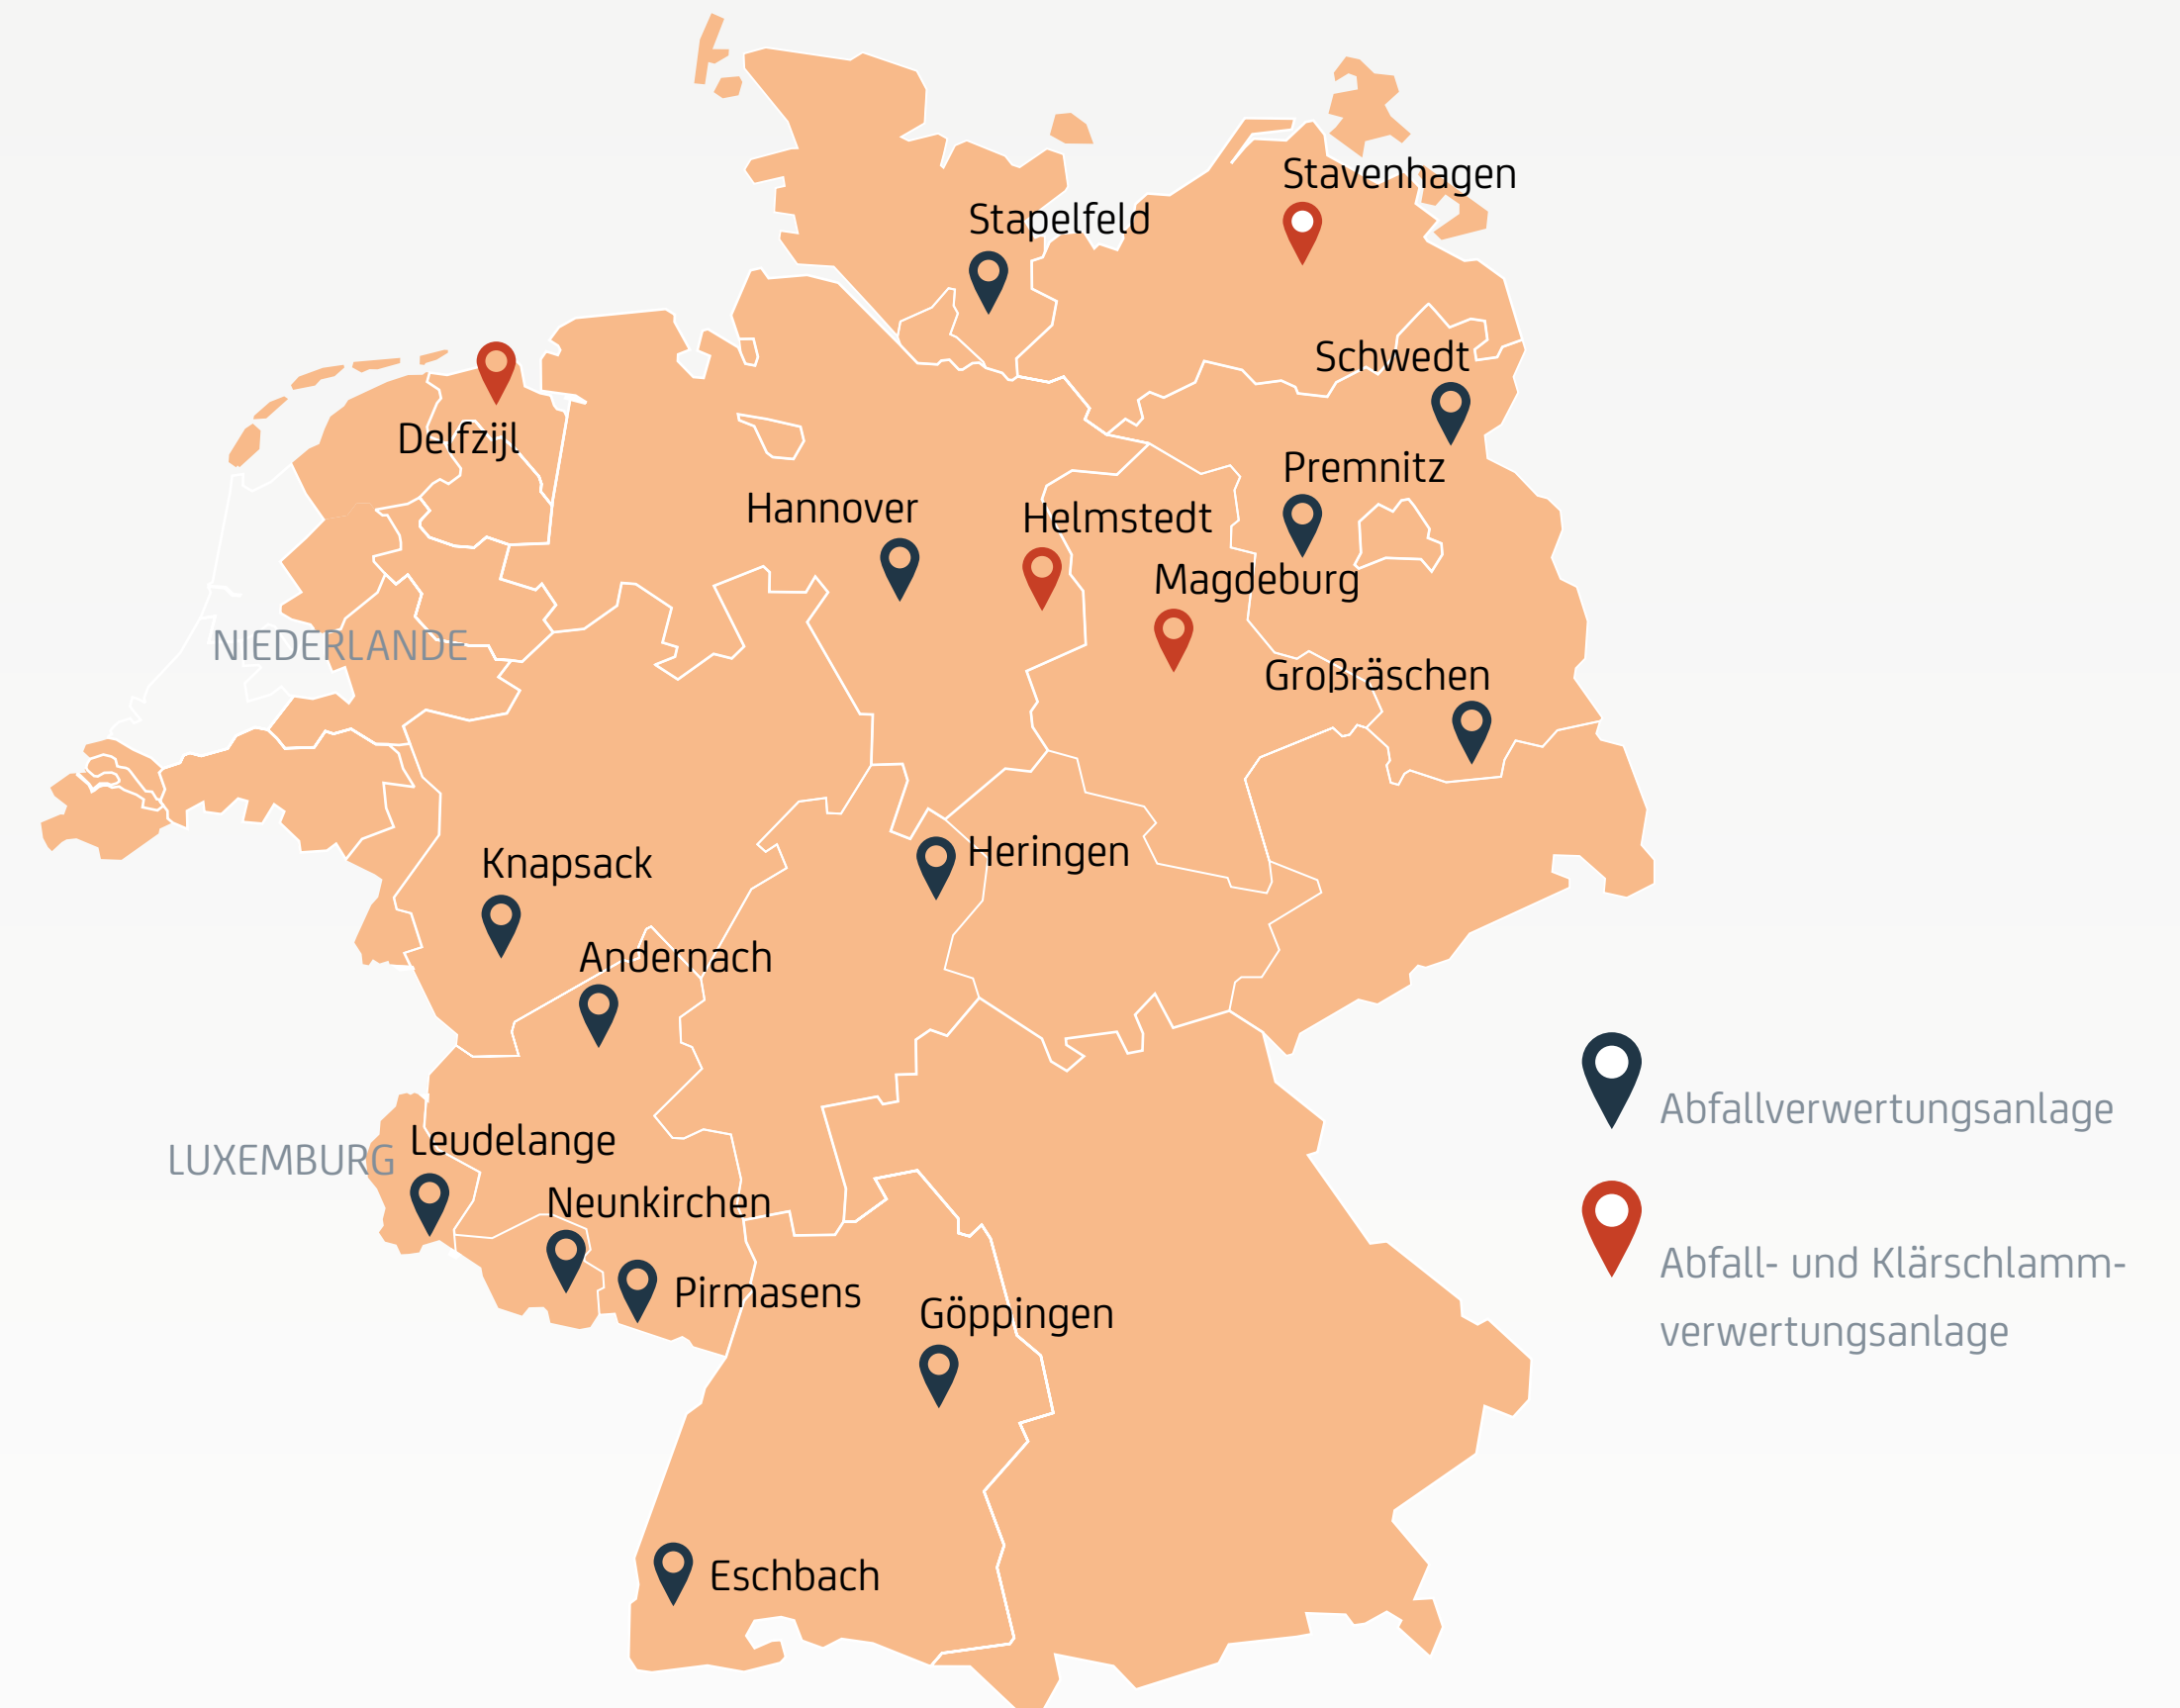 Stavenhagen
Stapelfeld
Schwedt
Delfzijl
Premnitz
Hannover
Helmstedt
Magdeburg
NIEDERLANDE
Großräschen
Heringen
Knapsack
Andernach
Abfallverwertungsanlage
Leudelange
LUXEMBURG
Neunkirchen
Abfall- und Klärschlamm-
verwertungsanlage
Pirmasens
Göppingen
Eschbach